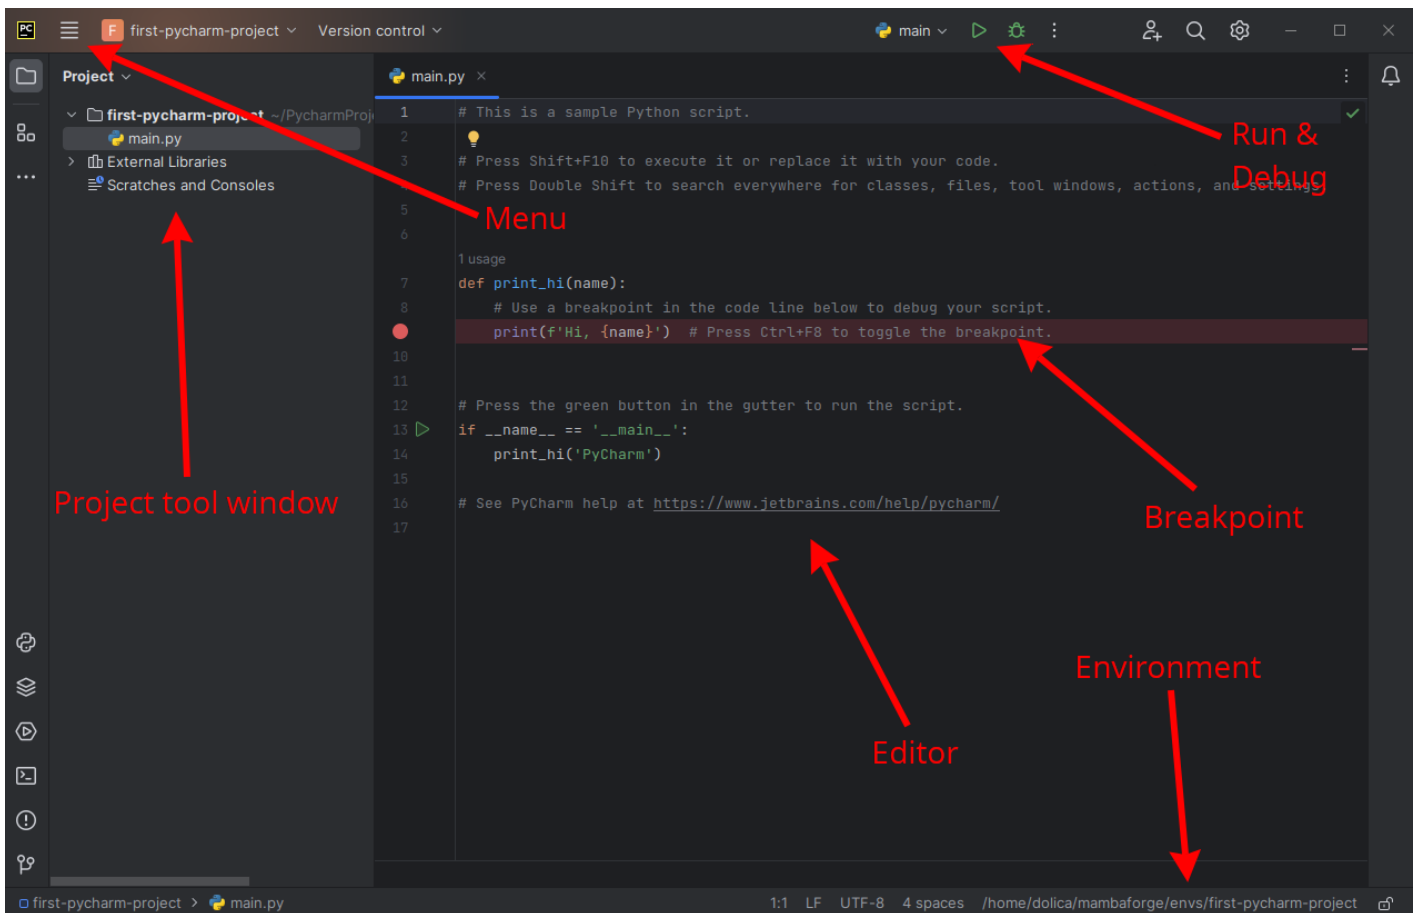 PC F first-pycharm-project Version control main
Project main.py
first-pycharm-project ~/PycharmProj
main.py
External Libraries
Scratches and Consoles
1 # This is a sample Python script.
2
3 # Press Shift+F10 to execute it or replace it with your code.
# Press Double Shift to search everywhere for classes, files, tool windows, actions, and settings
5
6
1 usage
7 def print_hi(name):
8 # Use a breakpoint in the code line below to debug your script.
print(f'Hi, {name}') # Press Ctrl+F8 to toggle the breakpoint.
10
11
12 # Press the green button in the gutter to run the script.
13 if __name__ == '__main__':
14 print_hi('PyCharm')
15
16 # See PyCharm help at https://www.jetbrains.com/help/pycharm/
17
Run &
Debug
Menu
Project tool window
Breakpoint
Editor
Environment
first-pycharm-project > main.py 1:1 LF UTF-8 4 spaces /home/dolica/mambaforge/envs/first-pycharm-project